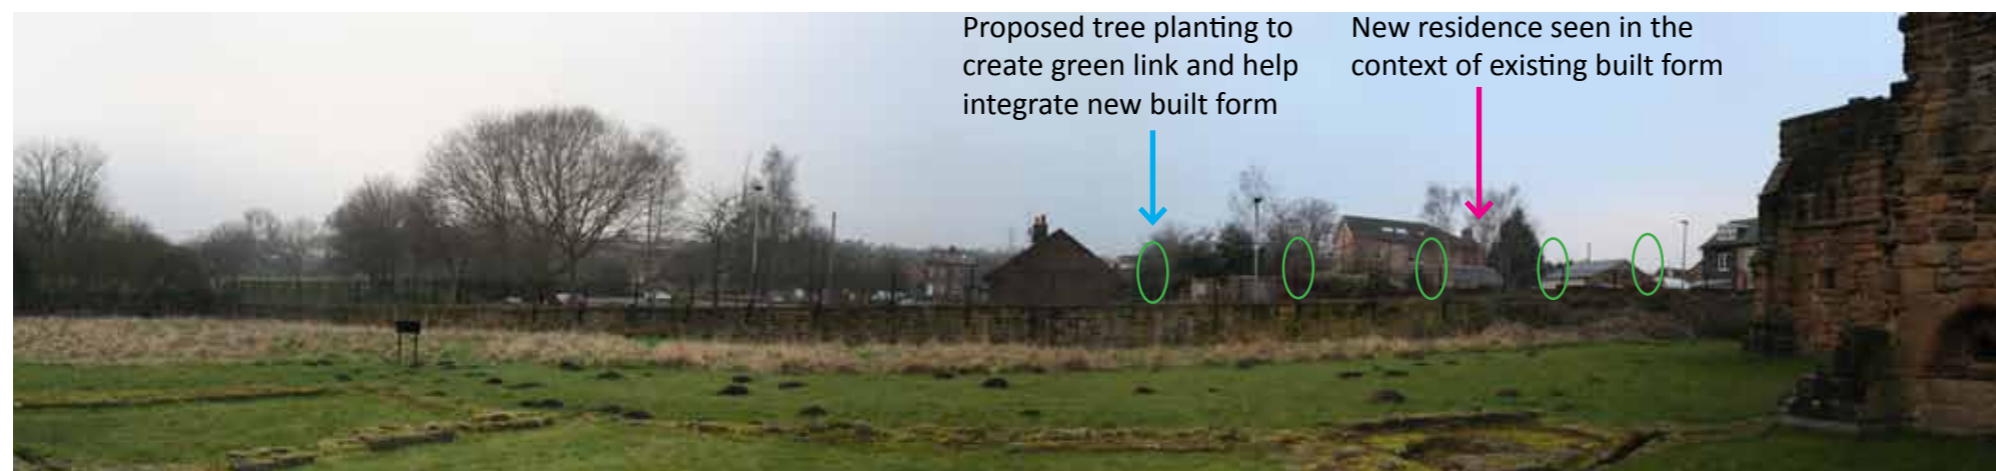 Proposed tree planting to
create green link and help
integrate new built form
New residence seen in the
context of existing built form